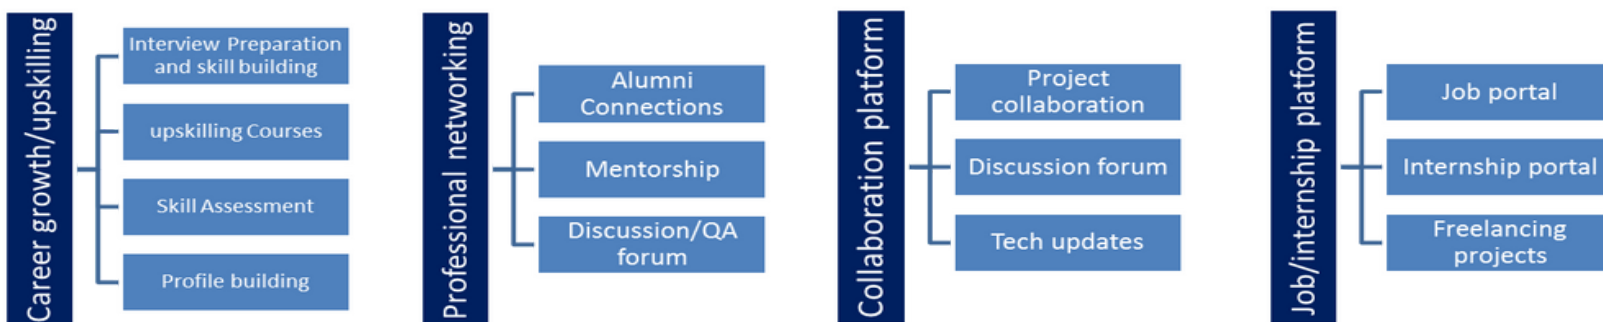 Career growth/upskilling
Interview Preparation
and skill building
upskilling Courses
Skill Assessment
Profile building
Professional networking
Alumni
Connections
Mentorship
Discussion/QA
forum
Collaboration platform
Project
collaboration
Discussion forum
Tech updates
Job/internship platform
Job portal
Internship portal
Freelancing
projects